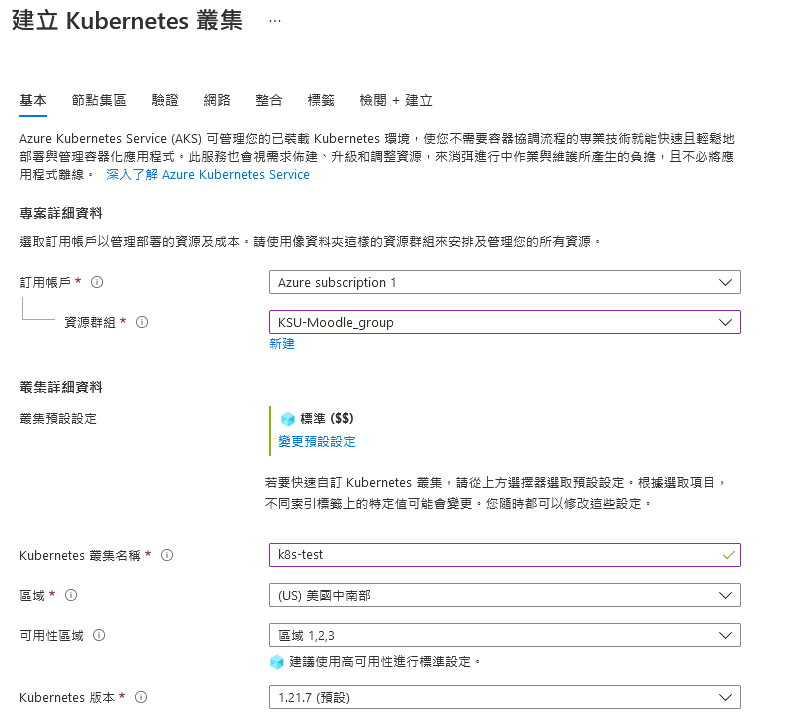 建立 Kubernetes 叢集 ...
基本 節點集區 驗證 網路 整合 標籤 檢閱 + 建立
Azure Kubernetes Service (AKS) 可管理您的已裝載 Kubernetes 環境，使您不需要容器協調流程的專業技術就能快速且輕鬆地
部署與管理容器化應用程式。此服務也會視需求佈建、升級和調整資源，來消弭進行中作業與維護所產生的負擔，且不必將應
用程式離線。 深入了解 Azure Kubernetes Service
專案詳細資料
選取訂用帳戶以管理部署的資源及成本。請使用像資料夾這樣的資源群組來安排及管理您的所有資源。
訂用帳戶 * Azure subscription 1
資源群組 * KSU-Moodle_group
新建
叢集詳細資料
叢集預設設定 標準 ($$)
變更預設設定
若要快速自訂 Kubernetes 叢集，請從上方選擇器選取預設設定。根據選取項目，
不同索引標籤上的特定值可能會變更。您隨時都可以修改這些設定。
Kubernetes 叢集名稱 * k8s-test
區域 * (US) 美國中南部
可用性區域 區域 1,2,3
建議使用高可用性進行標準設定。
Kubernetes 版本 * 1.21.7 (預設)